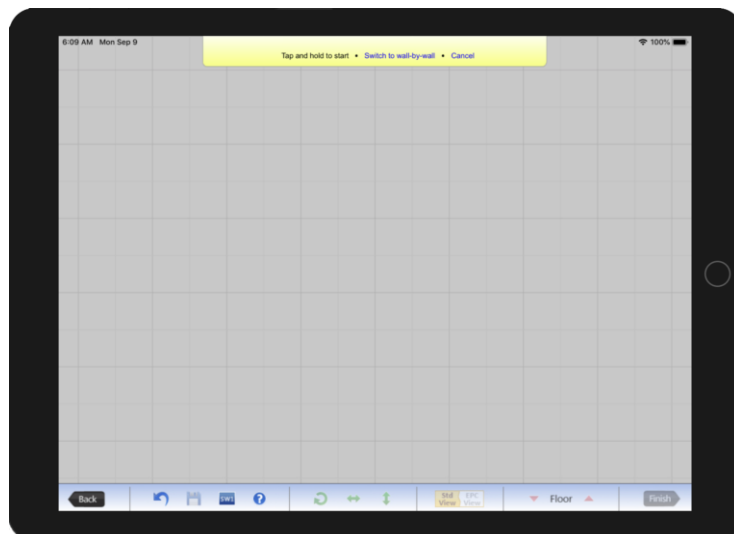 6:09 AM Mon Sep 9
100%
Tap and hold to start • Switch to wall-by-wall • Cancel
Back
Std View
EPC View
Floor
Finish